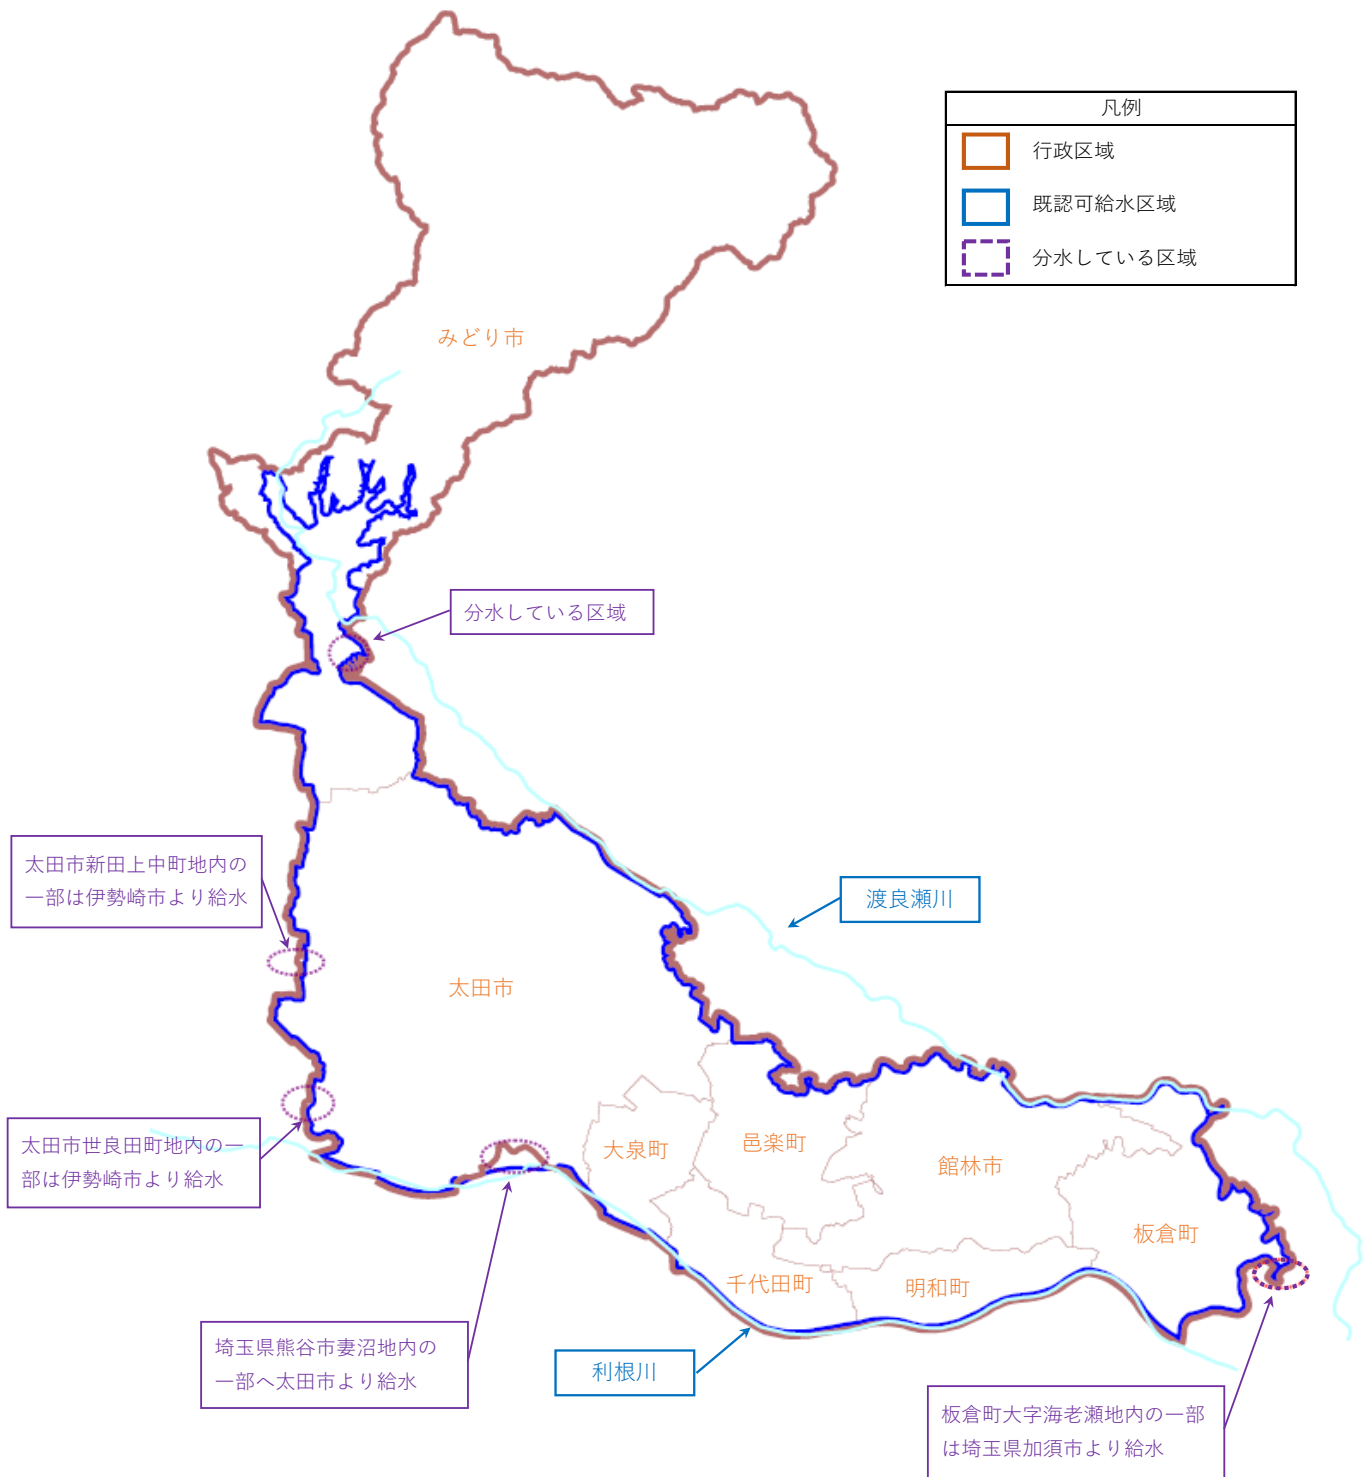 凡例
行政区域
既認可給水区域
分水している区域
みどり市
分水している区域
太田市新田上中町地内の
一部は伊勢崎市より給水
渡良瀬川
太田市
太田市世良田町地内の一
部は伊勢崎市より給水
大泉町
邑楽町
館林市
板倉町
千代田町
明和町
埼玉県熊谷市妻沼地内の
一部へ太田市より給水
利根川
板倉町大字海老瀬地内の一部
は埼玉県加須市より給水